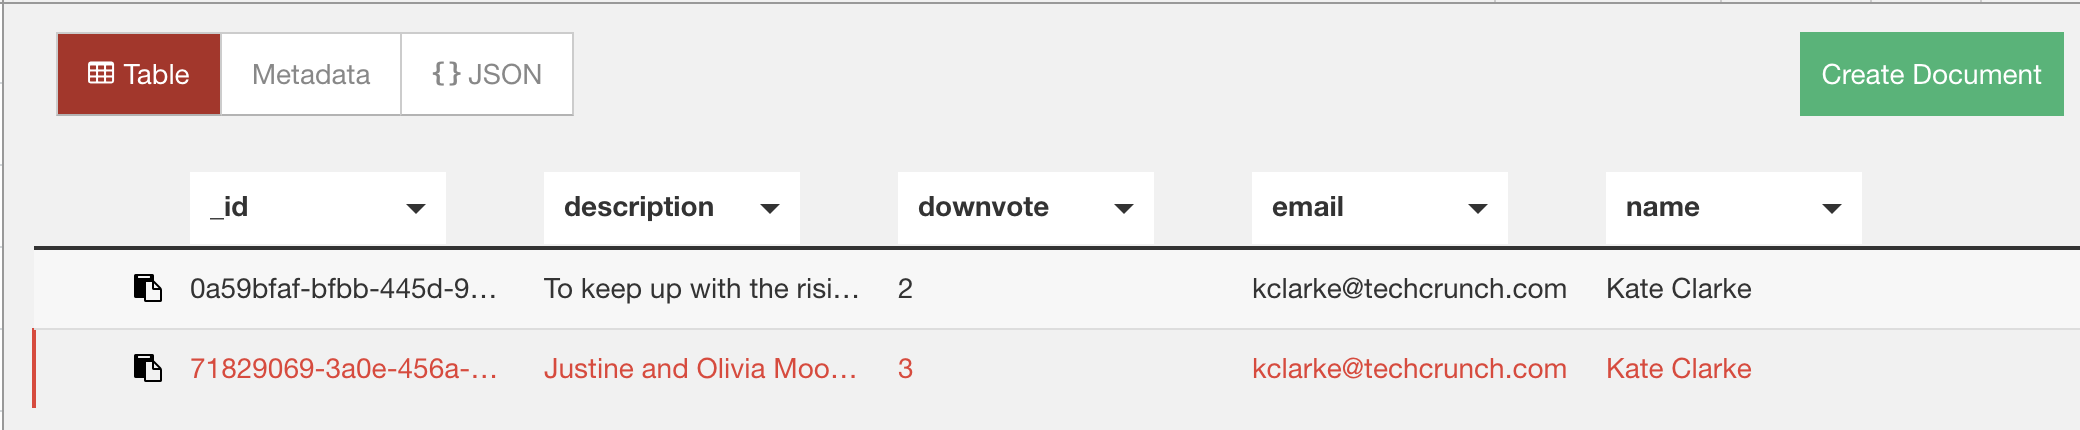 Table Metadata {} JSON Create Document
_id description downvote email name
0a59bfaf-bfbb-445d-9... To keep up with the risi... 2 kclarke@techcrunch.com Kate Clarke
71829069-3a0e-456a-... Justine and Olivia Moo... 3 kclarke@techcrunch.com Kate Clarke